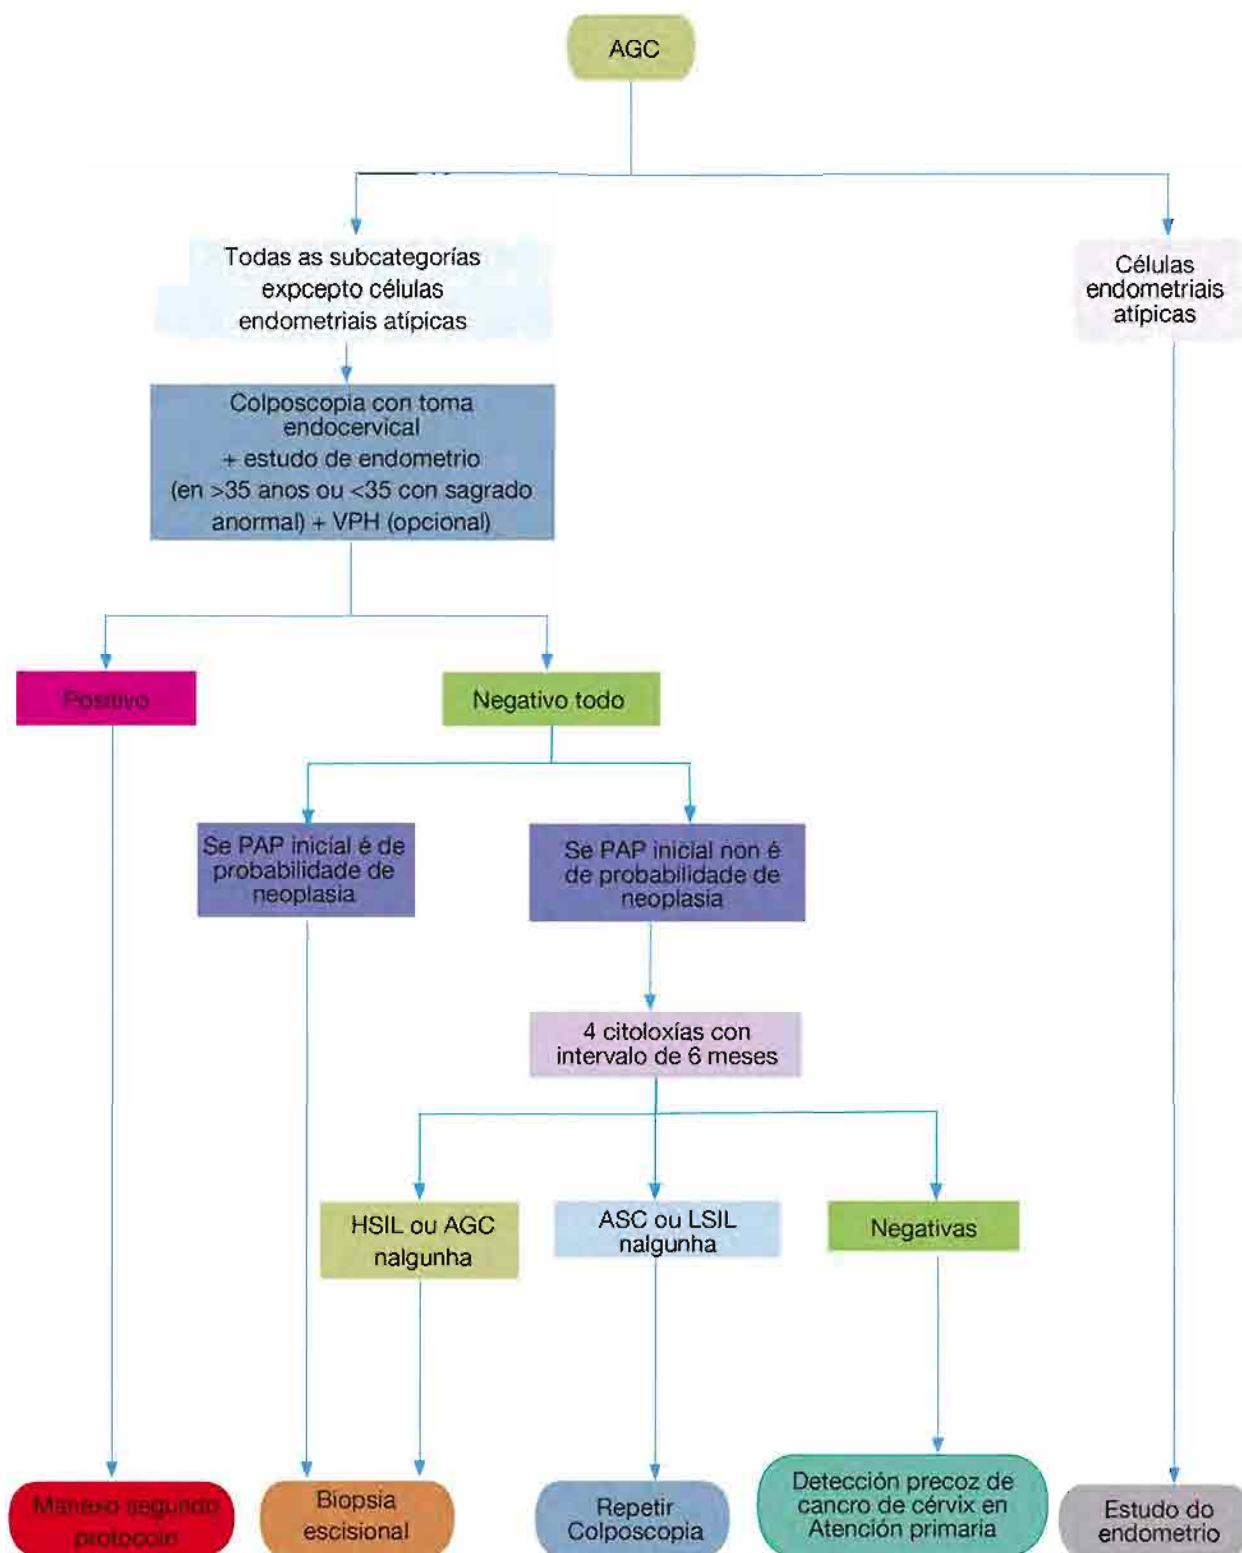 AGC
Todas as subcategorías
expcepto células
endometriais atípicas
Células
endometriais
atípicas
Colposcopia con toma
endocervical
+ estudo de endometrio
(en >35 anos ou <35 con sagrado
anormal) + VPH (opcional)
Positivo
Negativo todo
Se PAP inicial é de
probabilidade de
neoplasia
Se PAP inicial non é
de probabilidade de
neoplasia
4 citoloxías con
intervalo de 6 meses
HSIL ou AGC
nalgunha
ASC ou LSIL
nalgunha
Negativas
Manexo segundo
protocolo
Biopsia
escisional
Repetir
Colposcopia
Detección precoz de
cancro de cérvix en
Atención primaria
Estudo do
endometrio